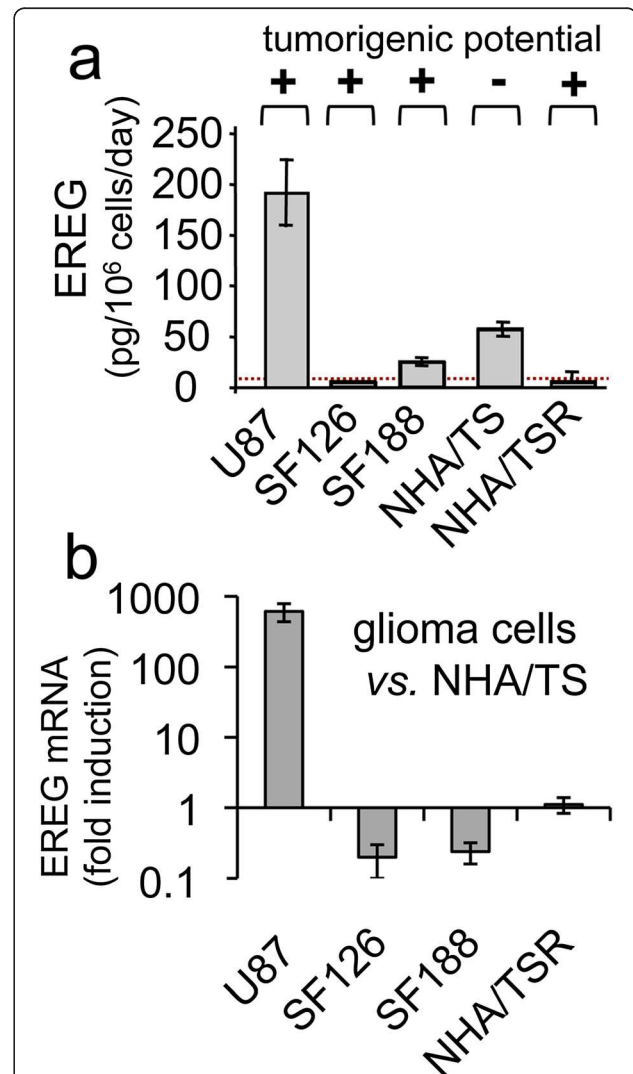 a
tumorigenic potential
+ + + - +
EREG
(pg/10⁶ cells/day)
250
200
150
100
50
0
U87
SF126
SF188
NHA/TS
NHA/TSR
b
EREG mRNA
(fold induction)
1000
100
10
1
0.1
glioma cells
vs. NHA/TS
U87
SF126
SF188
NHA/TSR